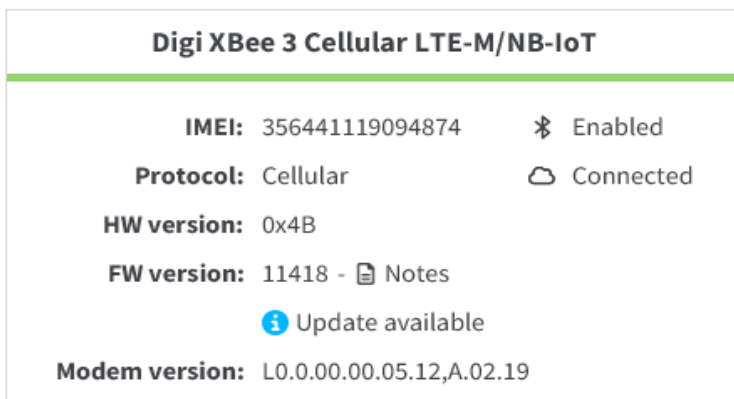 Digi XBee 3 Cellular LTE-M/NB-IoT
IMEI: 356441119094874 Enabled
Protocol: Cellular Connected
HW version: 0x4B
FW version: 11418 - Notes
Update available
Modem version: L0.0.00.00.05.12,A.02.19